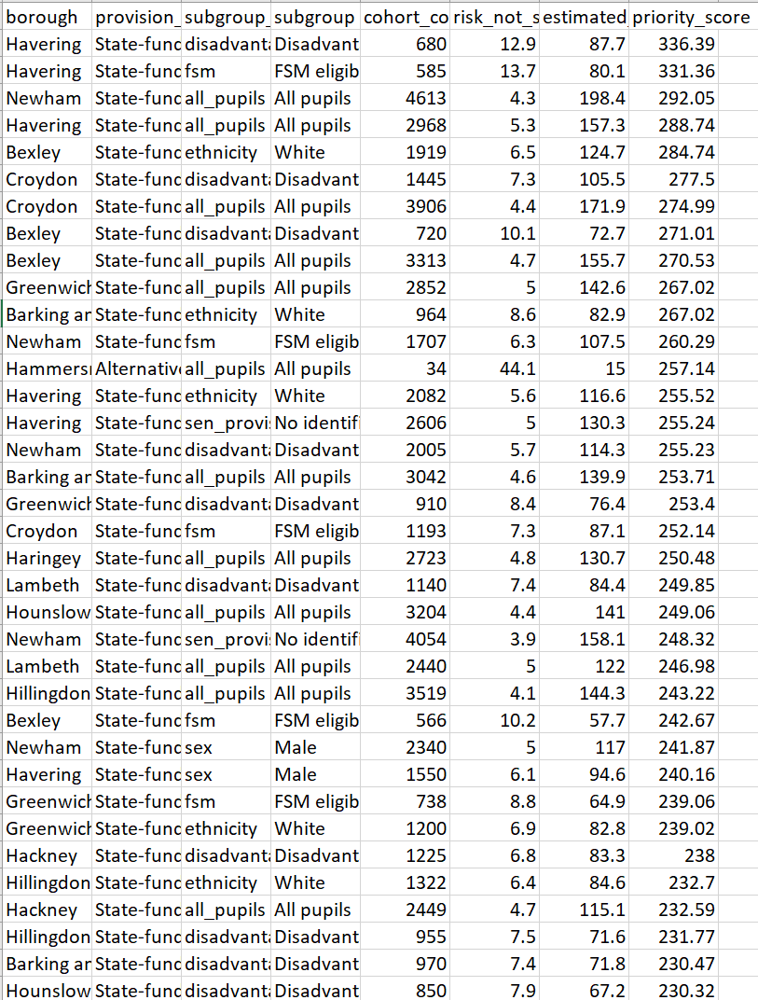 borough provision_ subgroup_ subgroup cohort_co risk_not_s estimated_ priority_score
Havering State-func disadvanta Disadvant 680 12.9 87.7 336.39
Havering State-func fsm FSM eligib 585 13.7 80.1 331.36
Newham State-func all_pupils All pupils 4613 4.3 198.4 292.05
Havering State-func all_pupils All pupils 2968 5.3 157.3 288.74
Bexley State-func ethnicity White 1919 6.5 124.7 284.74
Croydon State-func disadvanta Disadvant 1445 7.3 105.5 277.5
Croydon State-func all_pupils All pupils 3906 4.4 171.9 274.99
Bexley State-func disadvanta Disadvant 720 10.1 72.7 271.01
Bexley State-func all_pupils All pupils 3313 4.7 155.7 270.53
Greenwich State-func all_pupils All pupils 2852 5 142.6 267.02
Barking ar State-func ethnicity White 964 8.6 82.9 267.02
Newham State-func fsm FSM eligib 1707 6.3 107.5 260.29
Hammersi Alternativ all_pupils All pupils 34 44.1 15 257.14
Havering State-func ethnicity White 2082 5.6 116.6 255.52
Havering State-func sen_provi No identifi 2606 5 130.3 255.24
Newham State-func disadvanta Disadvant 2005 5.7 114.3 255.23
Barking ar State-func all_pupils All pupils 3042 4.6 139.9 253.71
Greenwich State-func disadvanta Disadvant 910 8.4 76.4 253.4
Croydon State-func fsm FSM eligib 1193 7.3 87.1 252.14
Haringey State-func all_pupils All pupils 2723 4.8 130.7 250.48
Lambeth State-func disadvanta Disadvant 1140 7.4 84.4 249.85
Hounslow State-func all_pupils All pupils 3204 4.4 141 249.06
Newham State-func sen_provi No identifi 4054 3.9 158.1 248.32
Lambeth State-func all_pupils All pupils 2440 5 122 246.98
Hillingdon State-func all_pupils All pupils 3519 4.1 144.3 243.22
Bexley State-func fsm FSM eligib 566 10.2 57.7 242.67
Newham State-func sex Male 2340 5 117 241.87
Havering State-func sex Male 1550 6.1 94.6 240.16
Greenwich State-func fsm FSM eligib 738 8.8 64.9 239.06
Greenwich State-func ethnicity White 1200 6.9 82.8 239.02
Hackney State-func disadvanta Disadvant 1225 6.8 83.3 238
Hillingdon State-func ethnicity White 1322 6.4 84.6 232.7
Hackney State-func all_pupils All pupils 2449 4.7 115.1 232.59
Hillingdon State-func disadvanta Disadvant 955 7.5 71.6 231.77
Barking ar State-func disadvanta Disadvant 970 7.4 71.8 230.47
Hounslow State-func disadvanta Disadvant 850 7.9 67.2 230.32